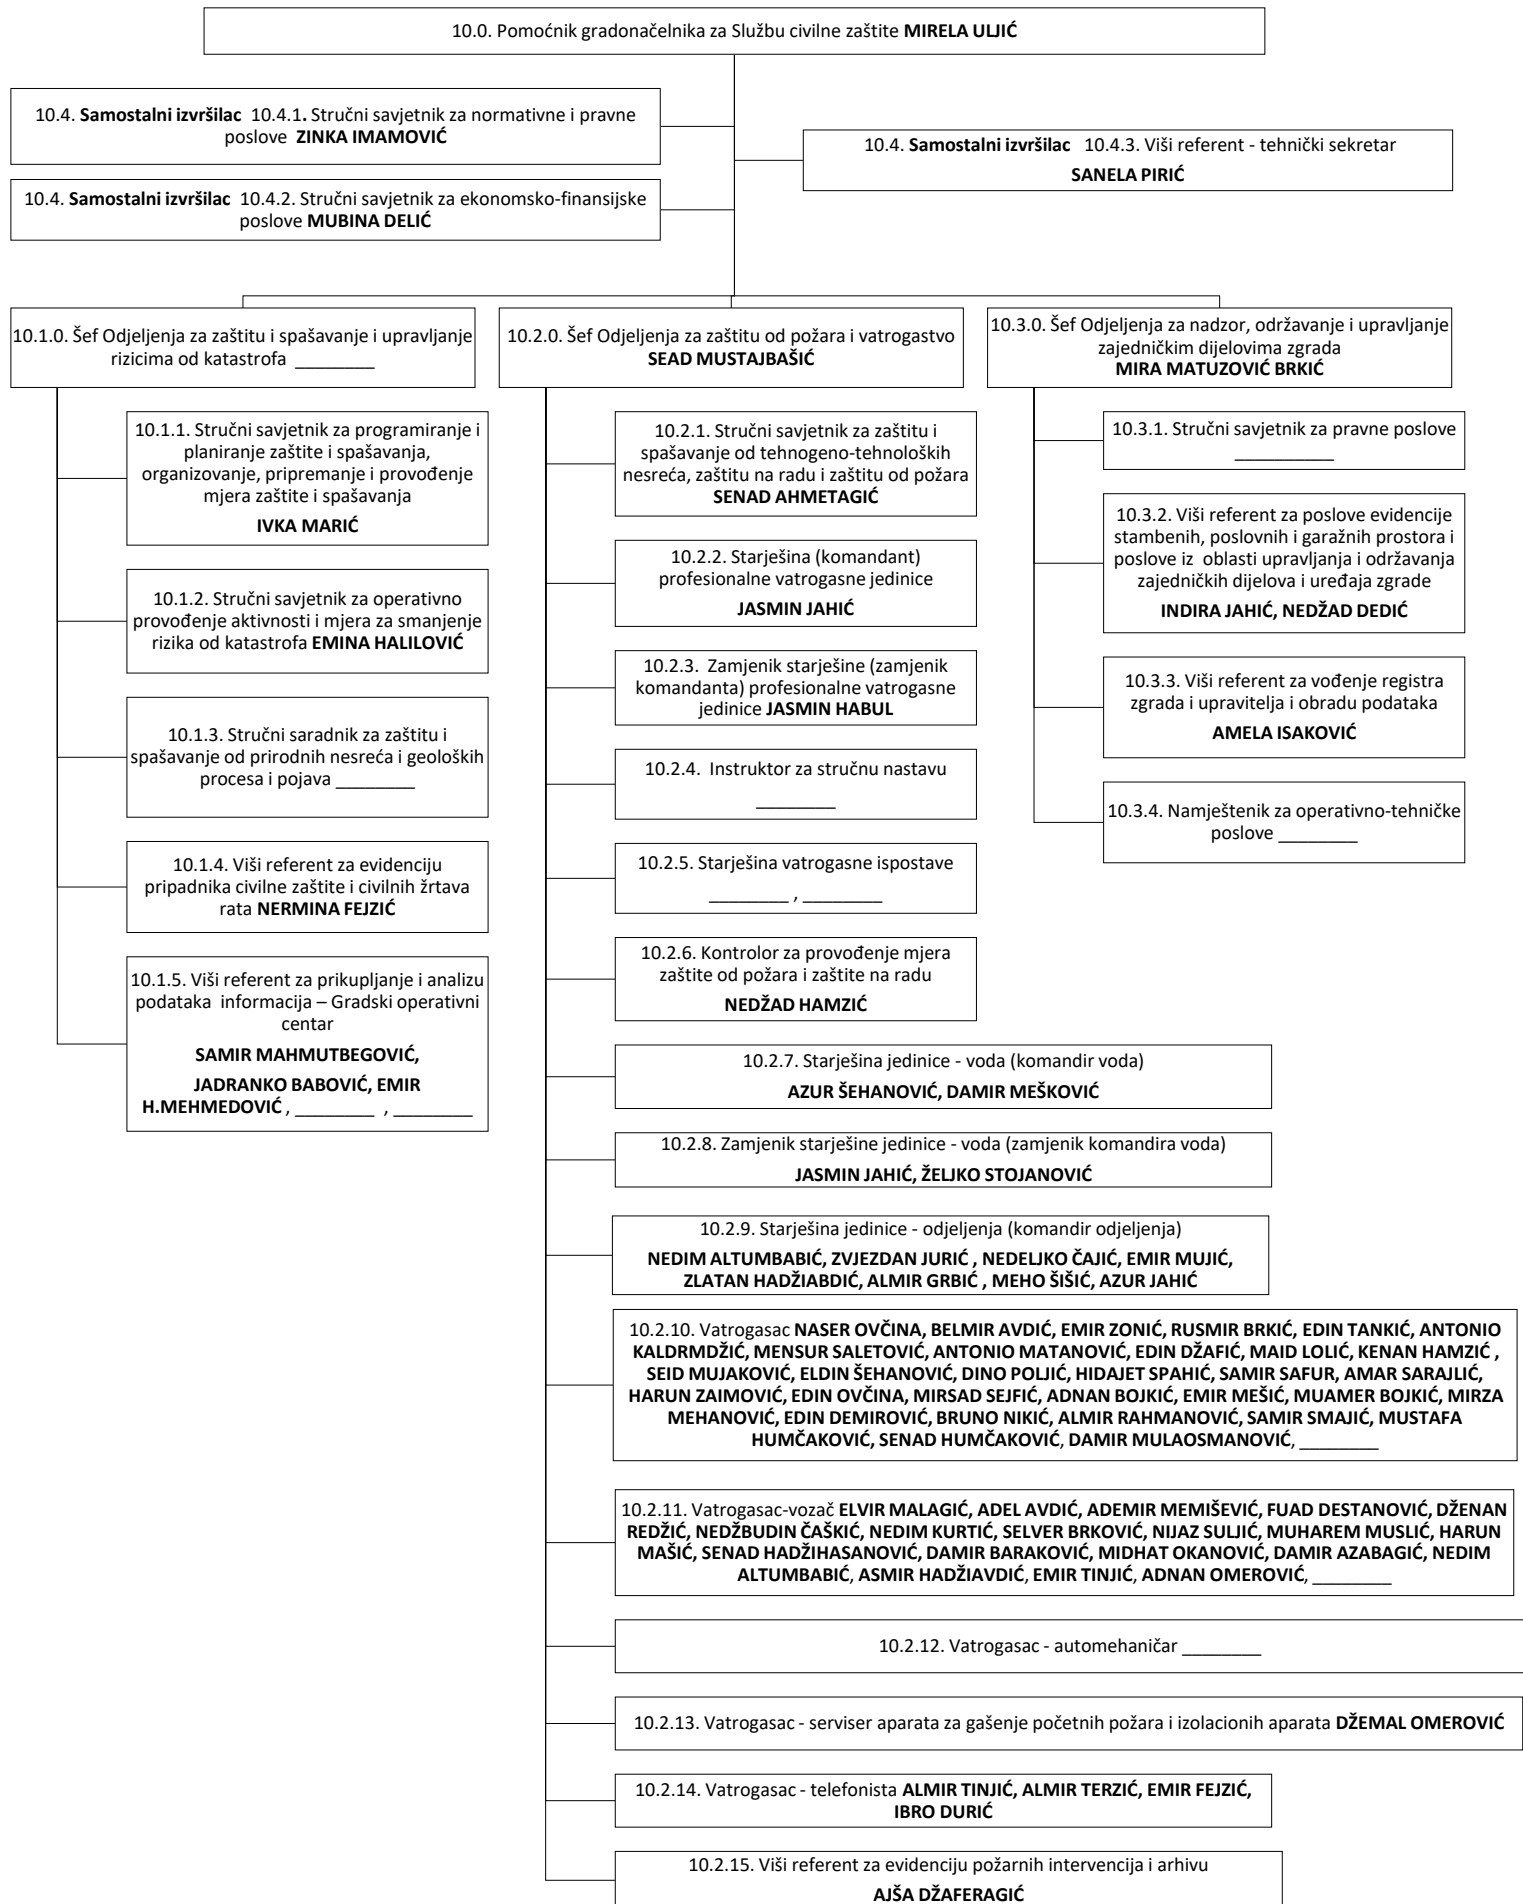 10.0. Pomoćnik gradonačelnika za Službu civilne zaštite MIRELA ULJIĆ
10.4. Samostalni izvršilac 10.4.1. Stručni savjetnik za normativne i pravne
poslove ZINKA IMAMOVIĆ
10.4. Samostalni izvršilac 10.4.3. Viši referent - tehnički sekretar
SANELA PIRIĆ
10.4. Samostalni izvršilac 10.4.2. Stručni savjetnik za ekonomsko-finansijske
poslove MUBINA DELIĆ
10.1.0. Šef Odjeljenja za zaštitu i spašavanje i upravljanje
rizicima od katastrofa ________
10.1.1. Stručni savjetnik za programiranje i
planiranje zaštite i spašavanja,
organizovanje, pripremanje i provođenje
mjera zaštite i spašavanja
IVKA MARIĆ
10.1.2. Stručni savjetnik za operativno
provođenje aktivnosti i mjera za smanjenje
rizika od katastrofa EMINA HALILOVIĆ
10.1.3. Stručni saradnik za zaštitu i
spašavanje od prirodnih nesreća i geoloških
procesa i pojava ________
10.1.4. Viši referent za evidenciju
pripadnika civilne zaštite i civilnih žrtava
rata NERMINA FEJZIĆ
10.1.5. Viši referent za prikupljanje i analizu
podataka informacija – Gradski operativni
centar
SAMIR MAHMUTBEGOVIĆ,
JADRANKO BABOVIĆ, EMIR
H.MEHMEDOVIĆ , ________ , ________
10.2.0. Šef Odjeljenja za zaštitu od požara i vatrogastvo
SEAD MUSTAJBAŠIĆ
10.2.1. Stručni savjetnik za zaštitu i
spašavanje od tehnogeno-tehnoloških
nesreća, zaštitu na radu i zaštitu od požara
SENAD AHMETAGIĆ
10.2.2. Starješina (komandant)
profesionalne vatrogasne jedinice
JASMIN JAHIĆ
10.2.3. Zamjenik starješine (zamjenik
komandanta) profesionalne vatrogasne
jedinice JASMIN HABUL
10.2.4. Instruktor za stručnu nastavu
________
10.2.5. Starješina vatrogasne ispostave
________ , ________
10.2.6. Kontrolor za provođenje mjera
zaštite od požara i zaštite na radu
NEDŽAD HAMZIĆ
10.2.7. Starješina jedinice - voda (komandir voda)
AZUR ŠEHANOVIĆ, DAMIR MEŠKOVIĆ
10.2.8. Zamjenik starješine jedinice - voda (zamjenik komandira voda)
JASMIN JAHIĆ, ŽELJKO STOJANOVIĆ
10.2.9. Starješina jedinice - odjeljenja (komandir odjeljenja)
NEDIM ALTUMBABIĆ, ZVJEZDAN JURIĆ , NEDELJKO ČAJIĆ, EMIR MUJIĆ,
ZLATAN HADŽIABDIĆ, ALMIR GRBIĆ , MEHO ŠIŠIĆ, AZUR JAHIĆ
10.2.10. Vatrogasac NASER OVČINA, BELMIR AVDIĆ, EMIR ZONIĆ, RUSMIR BRKIĆ, EDIN TANKIĆ, ANTONIO
KALDRMDŽIĆ, MENSUR SALETOVIĆ, ANTONIO MATANOVIĆ, EDIN DŽAFIĆ, MAID LOLIĆ, KENAN HAMZIĆ ,
SEID MUJAKOVIĆ, ELDIN ŠEHANOVIĆ, DINO POLJIĆ, HIDAJET SPAHIĆ, SAMIR SAFUR, AMAR SARAJLIĆ,
HARUN ZAIMOVIĆ, EDIN OVČINA, MIRSAD SEJFIĆ, ADNAN BOJKIĆ, EMIR MEŠIĆ, MUAMER BOJKIĆ, MIRZA
MEHANOVIĆ, EDIN DEMIROVIĆ, BRUNO NIKIĆ, ALMIR RAHMANOVIĆ, SAMIR SMAJIĆ, MUSTAFA
HUMČAKOVIĆ, SENAD HUMČAKOVIĆ, DAMIR MULAOSMANOVIĆ, ________
10.2.11. Vatrogasac-vozač ELVIR MALAGIĆ, ADEL AVDIĆ, ADEMIR MEMIŠEVIĆ, FUAD DESTANOVIĆ, DŽENAN
REDŽIĆ, NEDŽBUDIN ČAŠKIĆ, NEDIM KURTIĆ, SELVER BRKOVIĆ, NIJAZ SULJIĆ, MUHAREM MUSLIĆ, HARUN
MAŠIĆ, SENAD HADŽIHASANOVIĆ, DAMIR BARAKOVIĆ, MIDHAT OKANOVIĆ, DAMIR AZABAGIĆ, NEDIM
ALTUMBABIĆ, ASMIR HADŽIAVDIĆ, EMIR TINJIĆ, ADNAN OMEROVIĆ, ________
10.2.12. Vatrogasac - automehaničar ________
10.2.13. Vatrogasac - serviser aparata za gašenje početnih požara i izolacionih aparata DŽEMAL OMEROVIĆ
10.2.14. Vatrogasac - telefonista ALMIR TINJIĆ, ALMIR TERZIĆ, EMIR FEJZIĆ,
IBRO DURIĆ
10.2.15. Viši referent za evidenciju požarnih intervencija i arhivu
AJŠA DŽAFERAGIĆ
10.3.0. Šef Odjeljenja za nadzor, održavanje i upravljanje
zajedničkim dijelovima zgrada
MIRA MATUZOVIĆ BRKIĆ
10.3.1. Stručni savjetnik za pravne poslove
__________
10.3.2. Viši referent za poslove evidencije
stambenih, poslovnih i garažnih prostora i
poslove iz oblasti upravljanja i održavanja
zajedničkih dijelova i uređaja zgrade
INDIRA JAHIĆ, NEDŽAD DEDIĆ
10.3.3. Viši referent za vođenje registra
zgrada i upravitelja i obradu podataka
AMELA ISAKOVIĆ
10.3.4. Namještenik za operativno-tehničke
poslove ________